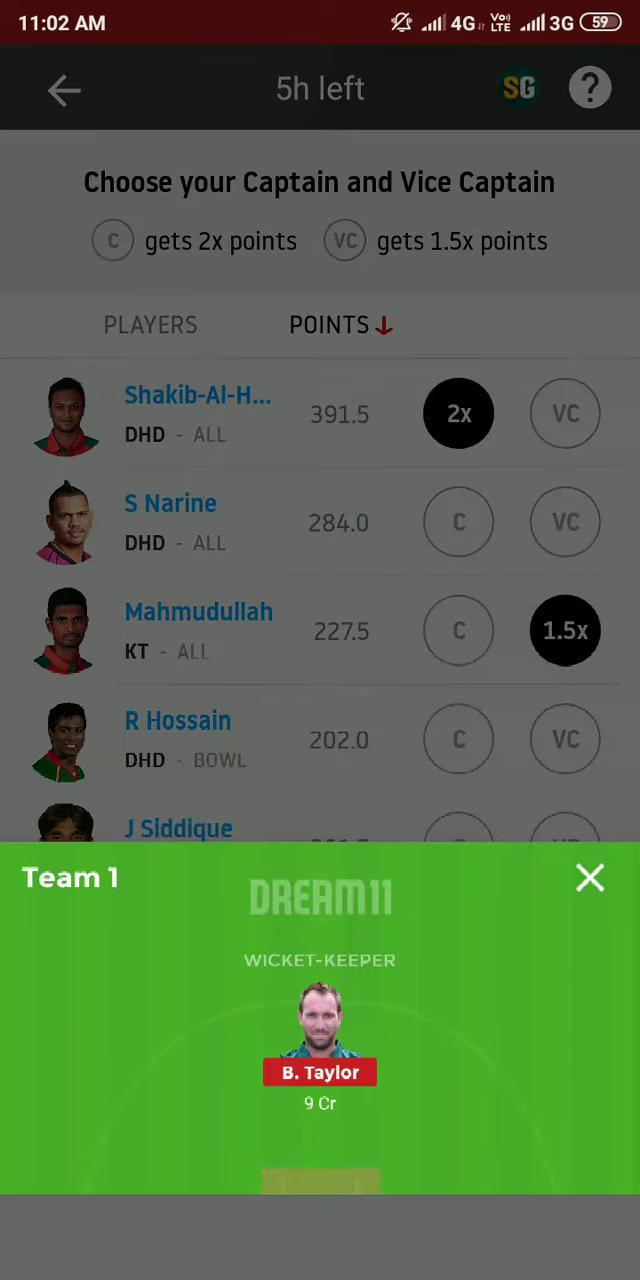 11:02 AM 4G VoLTE 3G 59
5h left SG ?
Choose your Captain and Vice Captain
C gets 2x points VC gets 1.5x points
PLAYERS POINTS
Shakib-Al-H... 391.5 2x VC
DHD - ALL
S Narine 284.0 C VC
DHD - ALL
Mahmudullah 227.5 C 1.5x
KT - ALL
R Hossain 202.0 C VC
DHD - BOWL
J Siddique
Team 1
DREAM11
WICKET-KEEPER
B. Taylor
9 Cr